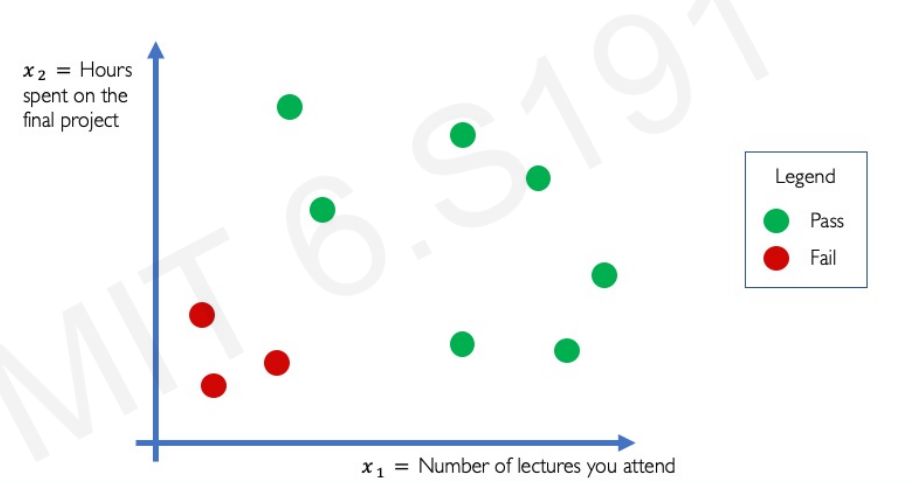 x₂ = Hours
spent on the
final project
MIT 6.S191
Legend
Pass
Fail
x₁ = Number of lectures you attend